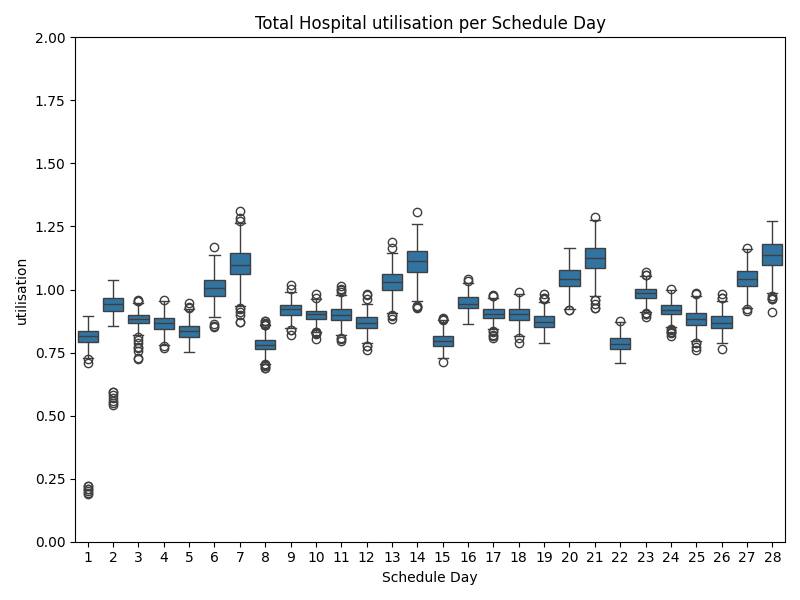 Total Hospital utilisation per Schedule Day
utilisation
2.00
1.75
1.50
1.25
1.00
0.75
0.50
0.25
0.00
1 2 3 4 5 6 7 8 9 10 11 12 13 14 15 16 17 18 19 20 21 22 23 24 25 26 27 28
Schedule Day